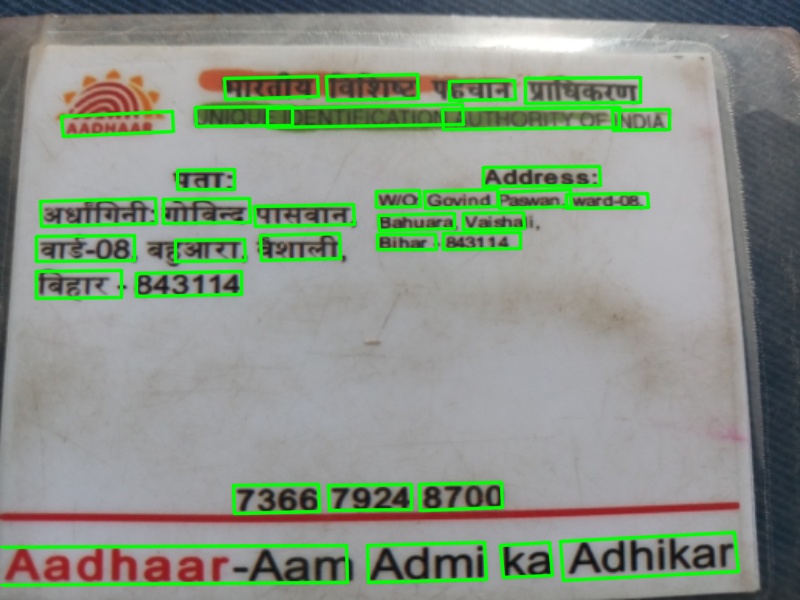 भारतीय विशिष्ट पहचान प्राधिकरण
AADHAAR
UNIQUE IDENTIFICATION AUTHORITY OF INDIA
पता:
अर्धांगिनी: गोबिन्द पासवान,
वार्ड-08, बहुआरा, वैशाली,
बिहार - 843114
Address:
W/O Govind Paswan, ward-08,
Bahuara, Vaishali,
Bihar - 843114
7366 7924 8700
Aadhaar-Aam Admi ka Adhikar